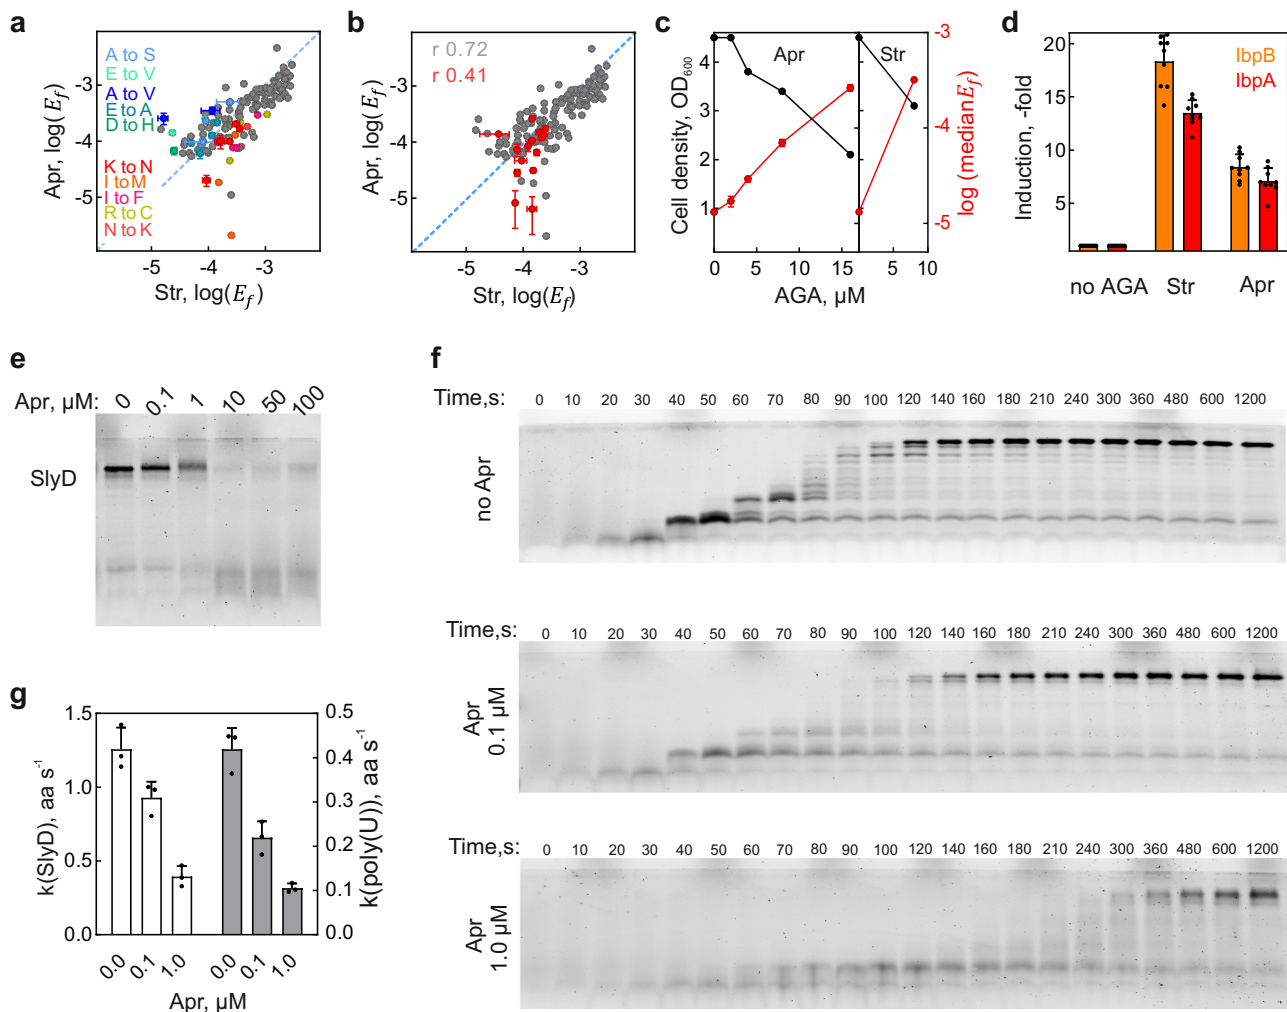 a
A to S
E to V
A to V
E to A
D to H
K to N
I to M
I to F
R to C
N to K
-3
-4
-5
-5 -4 -3
Apr, log(E_f)
Str, log(E_f)
b
r 0.72
r 0.41
-3
-4
-5
-5 -4 -3
Apr, log(E_f)
Str, log(E_f)
c
Apr
Str
4
3
2
1
-3
-4
-5
0 5 10 15 0 5 10
Cell density, OD600
log (median E_f)
AGA, µM
d
IbpB
IbpA
20
15
10
5
Induction, -fold
no AGA Str Apr
e
Apr, µM: 0 0.1 1 10 50 100
SlyD
f
Time,s: 0 10 20 30 40 50 60 70 80 90 100 120 140 160 180 210 240 300 360 480 600 1200
no Apr
Time,s: 0 10 20 30 40 50 60 70 80 90 100 120 140 160 180 210 240 300 360 480 600 1200
Apr
0.1 µM
Time,s: 0 10 20 30 40 50 60 70 80 90 100 120 140 160 180 210 240 300 360 480 600 1200
Apr
1.0 µM
g
1.5
1.0
0.5
0.0
0.5
0.4
0.3
0.2
0.1
0.0
k(SlyD), aa s⁻¹
k(poly(U)), aa s⁻¹
0.0 0.1 1.0 0.0 0.1 1.0
Apr, µM